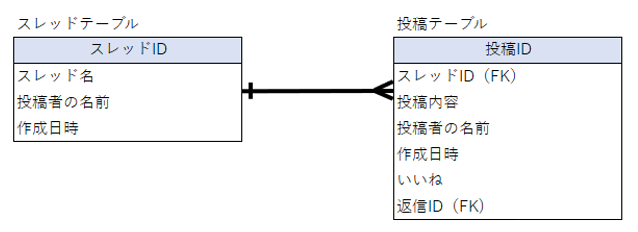 スレッドテーブル
スレッドID
スレッド名
投稿者の名前
作成日時
投稿テーブル
投稿ID
スレッドID（FK）
投稿内容
投稿者の名前
作成日時
いいね
返信ID（FK）